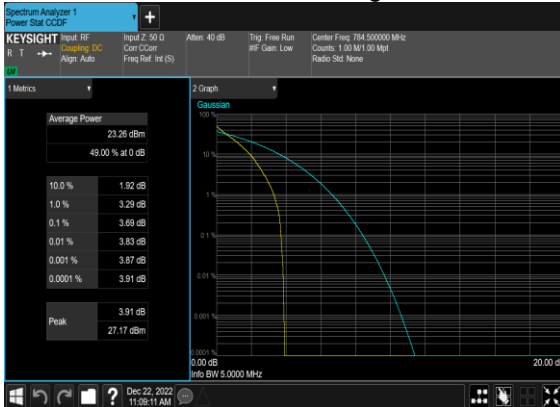 Spectrum Analyzer 1
Power Stat CCDF
+
KEYSIGHT Input: RF Input Z: 50 Ω Atten: 40 dB Trig: Free Run Center Freq: 784.500000 MHz
R T Coupling: DC Corr CCorr #IF Gain: Low Counts: 1.00 M/1.00 Mpt
Align: Auto Freq Ref: Int (S) Radio Std: None
1 Metrics
Average Power
23.26 dBm
49.00 % at 0 dB
10.0 % 1.92 dB
1.0 % 3.29 dB
0.1 % 3.69 dB
0.01 % 3.83 dB
0.001 % 3.87 dB
0.0001 % 3.91 dB
Peak 3.91 dB
27.17 dBm
2 Graph
Gaussian
100 %
10 %
1 %
0.1 %
0.01 %
0.001 %
0.0001 %
0.00 dB 20.00 d
Info BW 5.0000 MHz
? Dec 22, 2022
11:09:11 AM